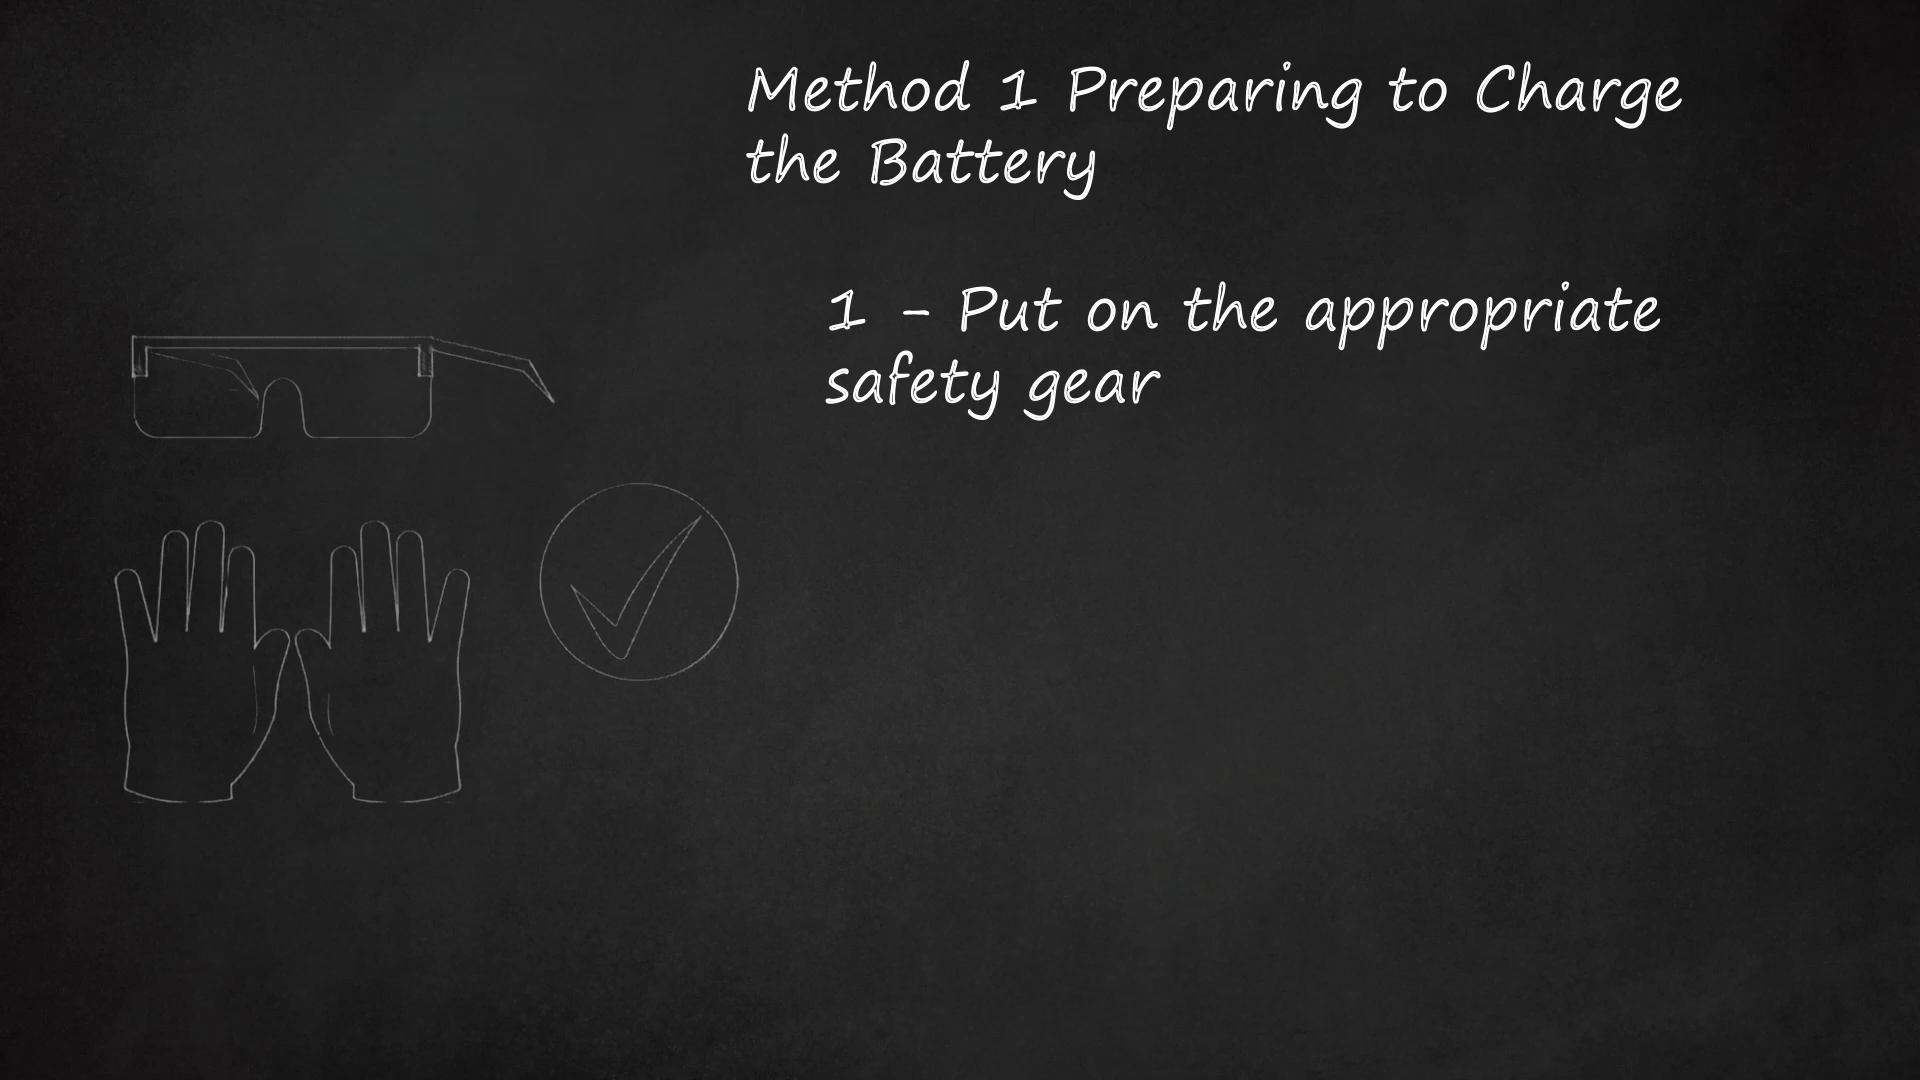 Method 1 Preparing to Charge
the Battery
1 - Put on the appropriate
safety gear